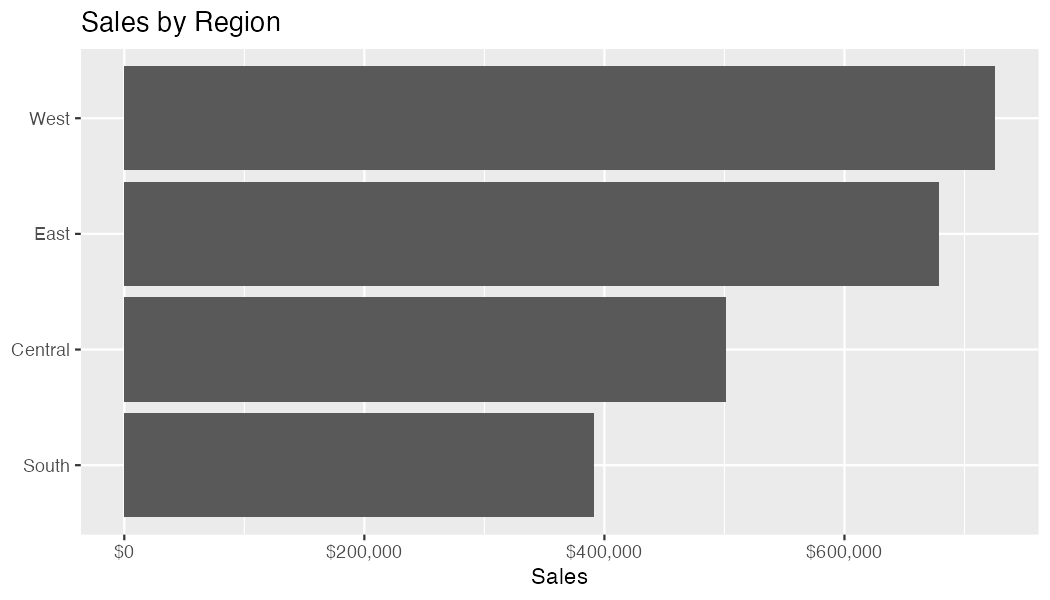 Sales by Region
West
East
Central
South
$0 $200,000 $400,000 $600,000
Sales